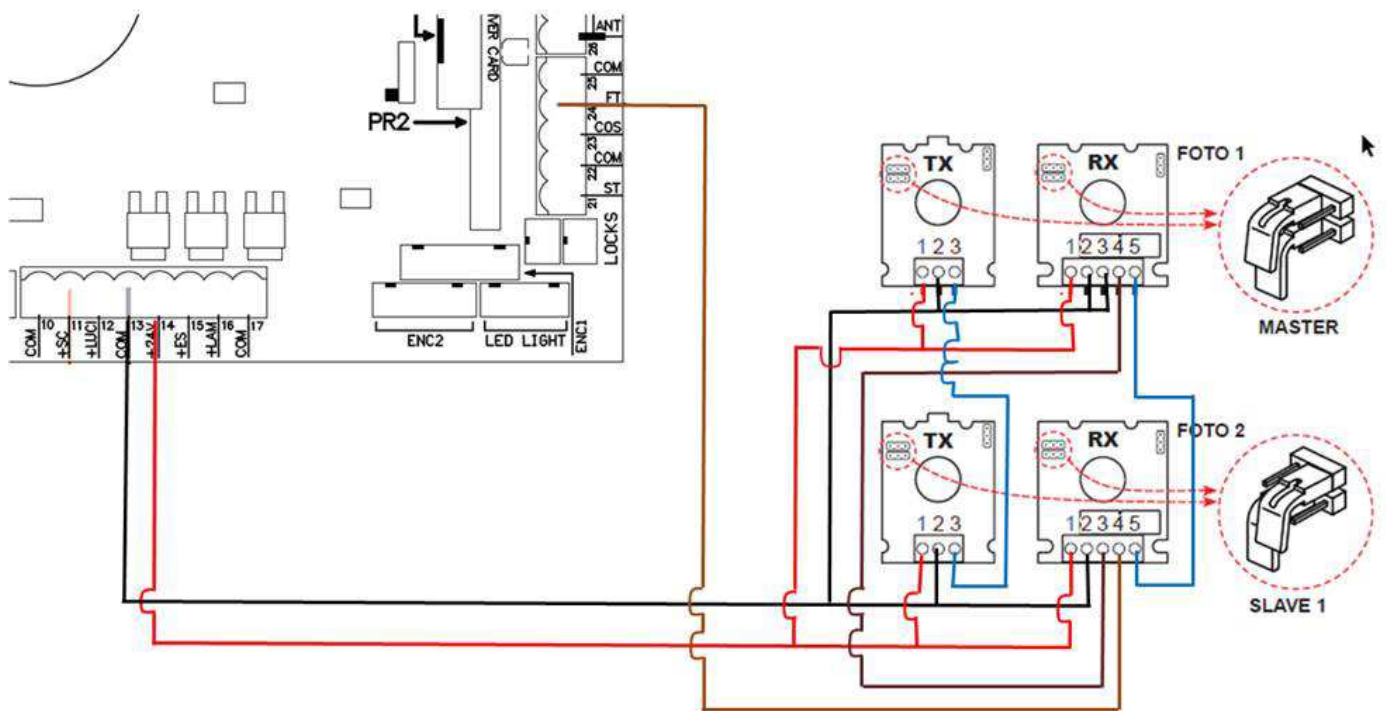 ANT
26
MER CARD
COM
25
FT
24
PR2
COS
23
COM
22
ST
21
LOCKS
COM 10
+SC 11
+LUCI 12
COM 13
+24V 14
+ES 15
+LAM 16
COM 17
ENC2
LED LIGHT
ENC1
TX
RX
FOTO 1
1 2 3
1 2 3 4 5
MASTER
TX
RX
FOTO 2
1 2 3
1 2 3 4 5
SLAVE 1